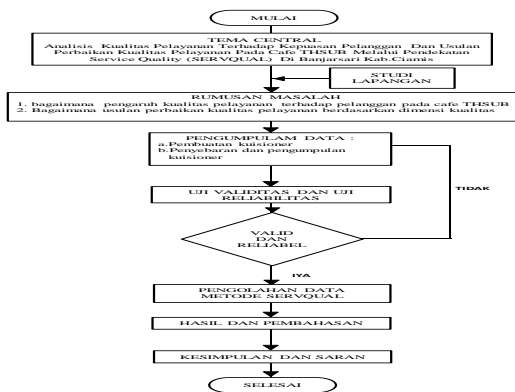 MULAI
TEMA CENTRAL
Analisis Kualitas Pelayanan Terhadap Kepuasan Pelanggan Dan Usulan
Perbaikan Kualitas Pelayanan Pada Cafe THSUB Melalui Pendekatan
Service Quality (SERVQUAL) Di Banjarsari Kab.Ciamis
STUDI
LAPANGAN
RUMUSAN MASALAH
1. bagaimana pengaruh kualitas pelayanan terhadap pelanggan pada cafe THSUB
2. Bagaimana usulan perbaikan kualitas pelayanan berdasarkan dimensi kualitas
PENGUMPULAM DATA :
a.Pembuatan kuisioner
b.Penyebaran dan pengumpulan
kuisioner
UJI VALIDITAS DAN UJI
RELIABILITAS
TIDAK
VALID
DAN
RELIABEL
IYA
PENGOLAHAN DATA
METODE SERVQUAL
HASIL DAN PEMBAHASAN
KESIMPULAN DAN SARAN
SELESAI